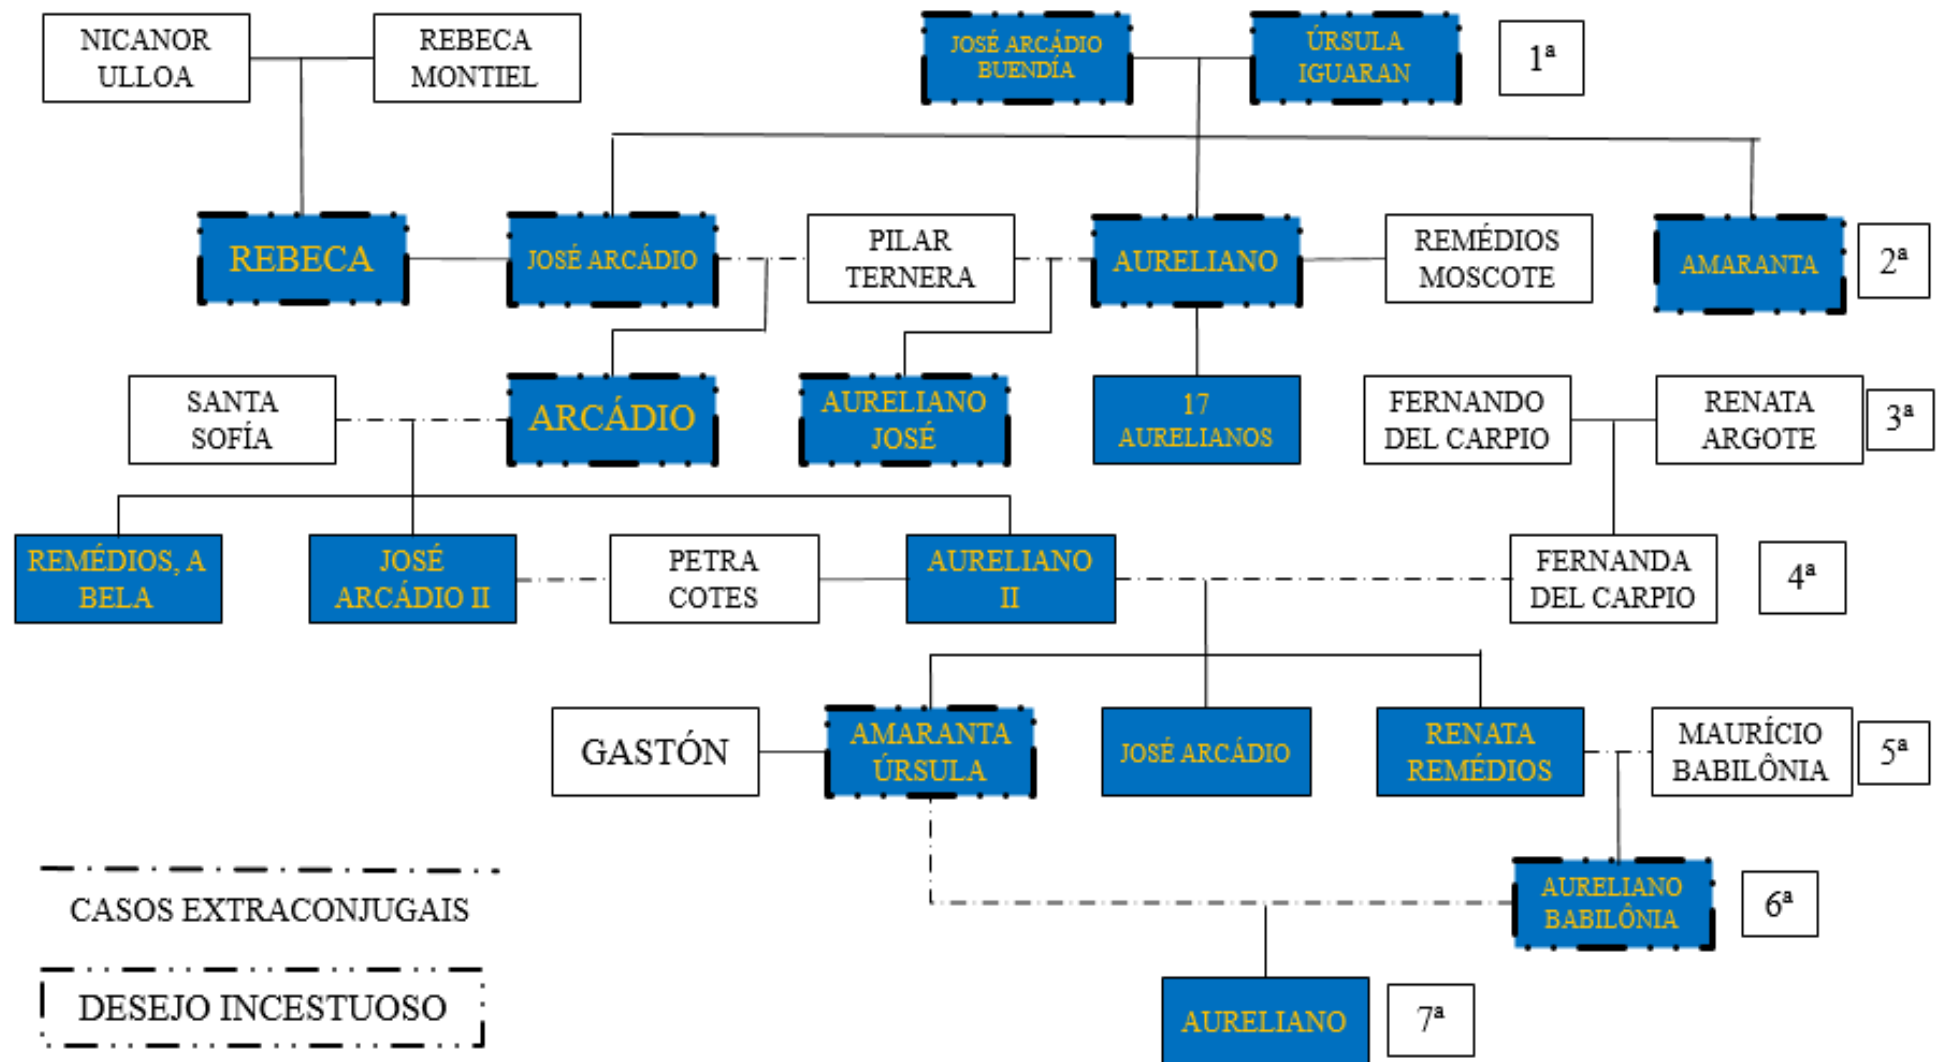 NICANOR
ULLOA
REBECA
MONTIEL
JOSÉ ARCÁDIO
BUENDÍA
ÚRSULA
IGUARAN
1ª
REBECA
JOSÉ ARCÁDIO
PILAR
TERNERA
AURELIANO
REMÉDIOS
MOSCOTE
AMARANTA
2ª
SANTA
SOFÍA
ARCÁDIO
AURELIANO
JOSÉ
17
AURELIANOS
FERNANDO
DEL CARPIO
RENATA
ARGOTE
3ª
REMÉDIOS, A
BELA
JOSÉ
ARCÁDIO II
PETRA
COTES
AURELIANO
II
FERNANDA
DEL CARPIO
4ª
GASTÓN
AMARANTA
ÚRSULA
JOSÉ ARCÁDIO
RENATA
REMÉDIOS
MAURÍCIO
BABILÔNIA
5ª
CASOS EXTRACONJUGAIS
AURELIANO
BABILÔNIA
6ª
DESEJO INCESTUOSO
AURELIANO
7ª